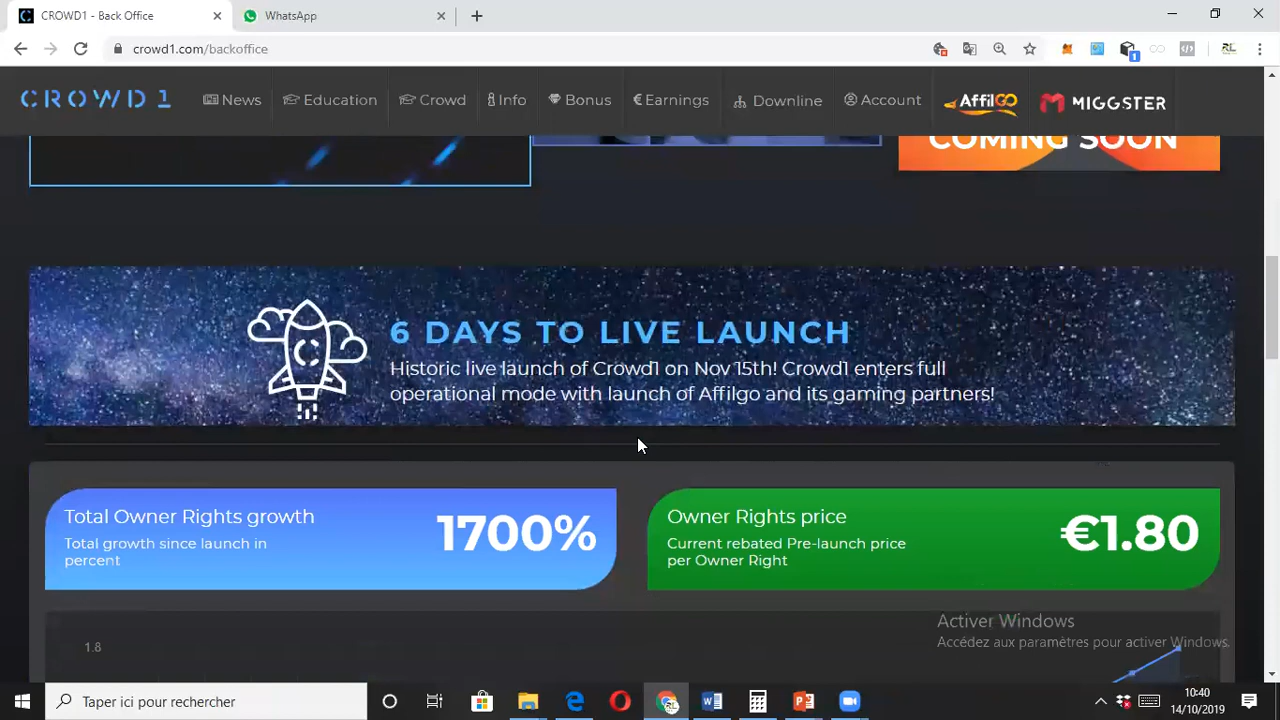 CROWD1 - Back Office
WhatsApp
crowd1.com/backoffice
CROWD1
News
Education
Crowd
Info
Bonus
Earnings
Downline
Account
AFFILGO
MIGGSTER
COMING SOON
6 DAYS TO LIVE LAUNCH
Historic live launch of Crowd1 on Nov 15th! Crowd1 enters full
operational mode with launch of Affilgo and its gaming partners!
Total Owner Rights growth
Total growth since launch in
percent
1700%
Owner Rights price
Current rebated Pre-launch price
per Owner Right
€1.80
1.8
Activer Windows
Accédez aux paramètres pour activer Windows.
Taper ici pour rechercher
10:40
14/10/2019